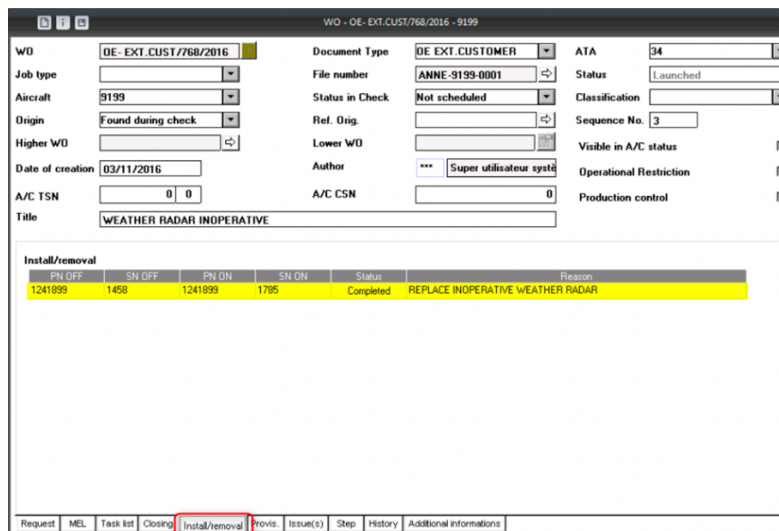 WO - OE- EXT.CUST/768/2016 - 9199
WO OE- EXT.CUST/768/2016 Document Type OE EXT.CUSTOMER ATA 34
Job type File number ANNE-9199-0001 Status Launched
Aircraft 9199 Status in Check Not scheduled Classification
Origin Found during check Ref. Orig. Sequence No. 3
Higher WO Lower WO Visible in A/C status
Date of creation 03/11/2016 Author *** Super utilisateur systè Operational Restriction
A/C TSN 0 0 A/C CSN 0 Production control
Title WEATHER RADAR INOPERATIVE
Install/removal
PN OFF SN OFF PN ON SN ON Status Reason
1241899 1458 1241899 1785 Completed REPLACE INOPERATIVE WEATHER RADAR
Request MEL Task list Closing Install/removal Provis. Issue(s) Step History Additional informations